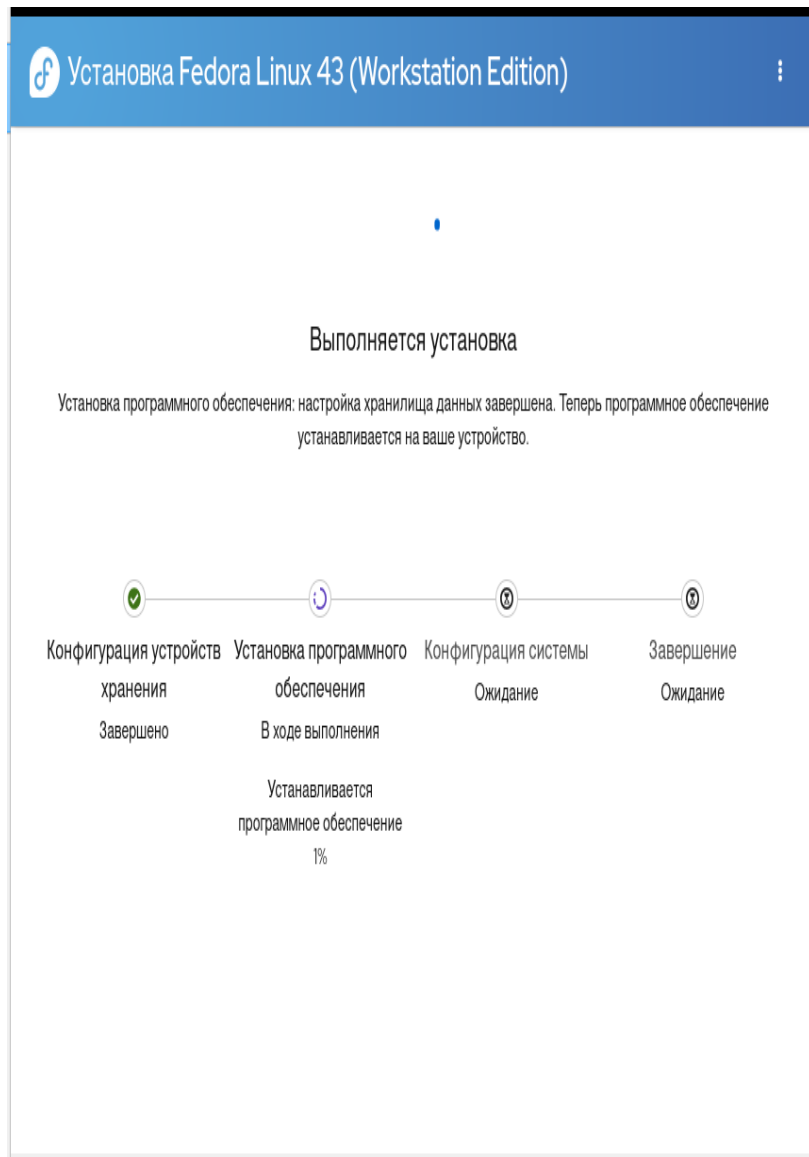 Установка Fedora Linux 43 (Workstation Edition)
Выполняется установка
Установка программного обеспечения: настройка хранилища данных завершена. Теперь программное обеспечение
устанавливается на ваше устройство.
Конфигурация устройств
хранения
Завершено
Установка программного
обеспечения
В ходе выполнения
Устанавливается
программное обеспечение
1%
Конфигурация системы
Ожидание
Завершение
Ожидание